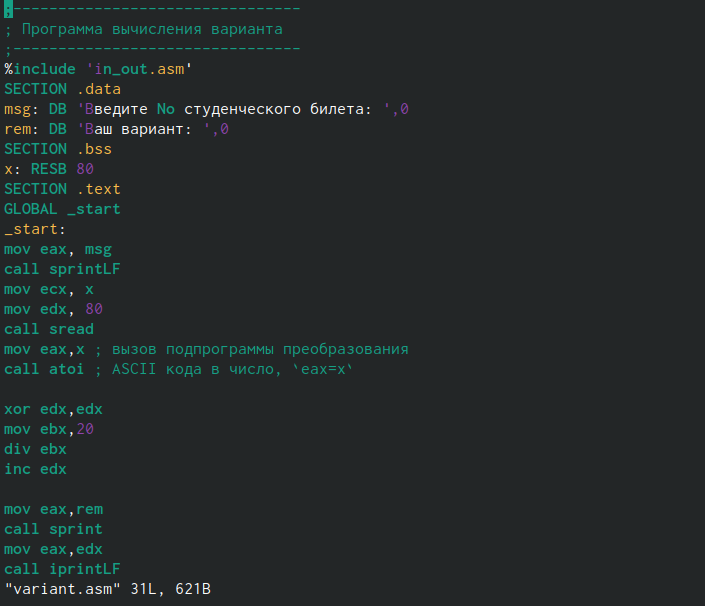 ;--------------------------------
; Программа вычисления варианта
;--------------------------------
%include 'in_out.asm'
SECTION .data
msg: DB 'Введите No студенческого билета: ',0
rem: DB 'Ваш вариант: ',0
SECTION .bss
x: RESB 80
SECTION .text
GLOBAL _start
_start:
mov eax, msg
call sprintLF
mov ecx, x
mov edx, 80
call sread
mov eax,x ; вызов подпрограммы преобразования
call atoi ; ASCII кода в число, `eax=x`
xor edx,edx
mov ebx,20
div ebx
inc edx
mov eax,rem
call sprint
mov eax,edx
call iprintLF
"variant.asm" 31L, 621B